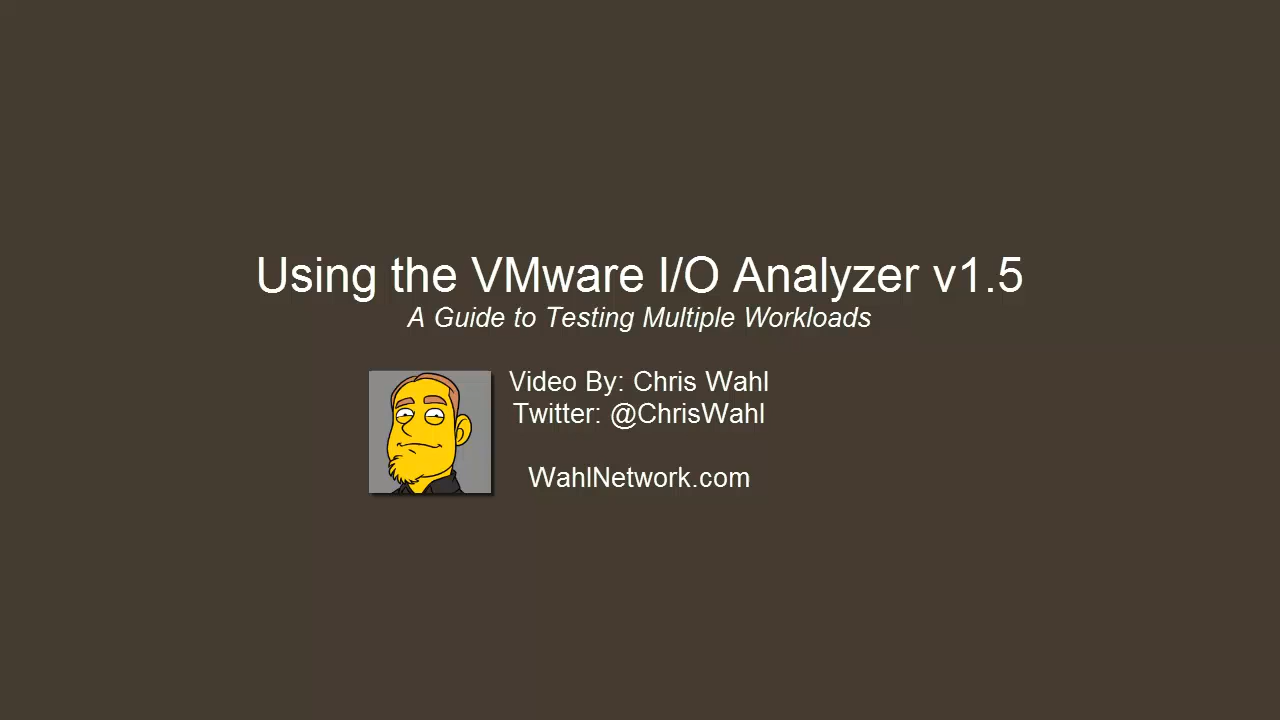 Using the VMware I/O Analyzer v1.5
A Guide to Testing Multiple Workloads
Video By: Chris Wahl
Twitter: @ChrisWahl
WahlNetwork.com